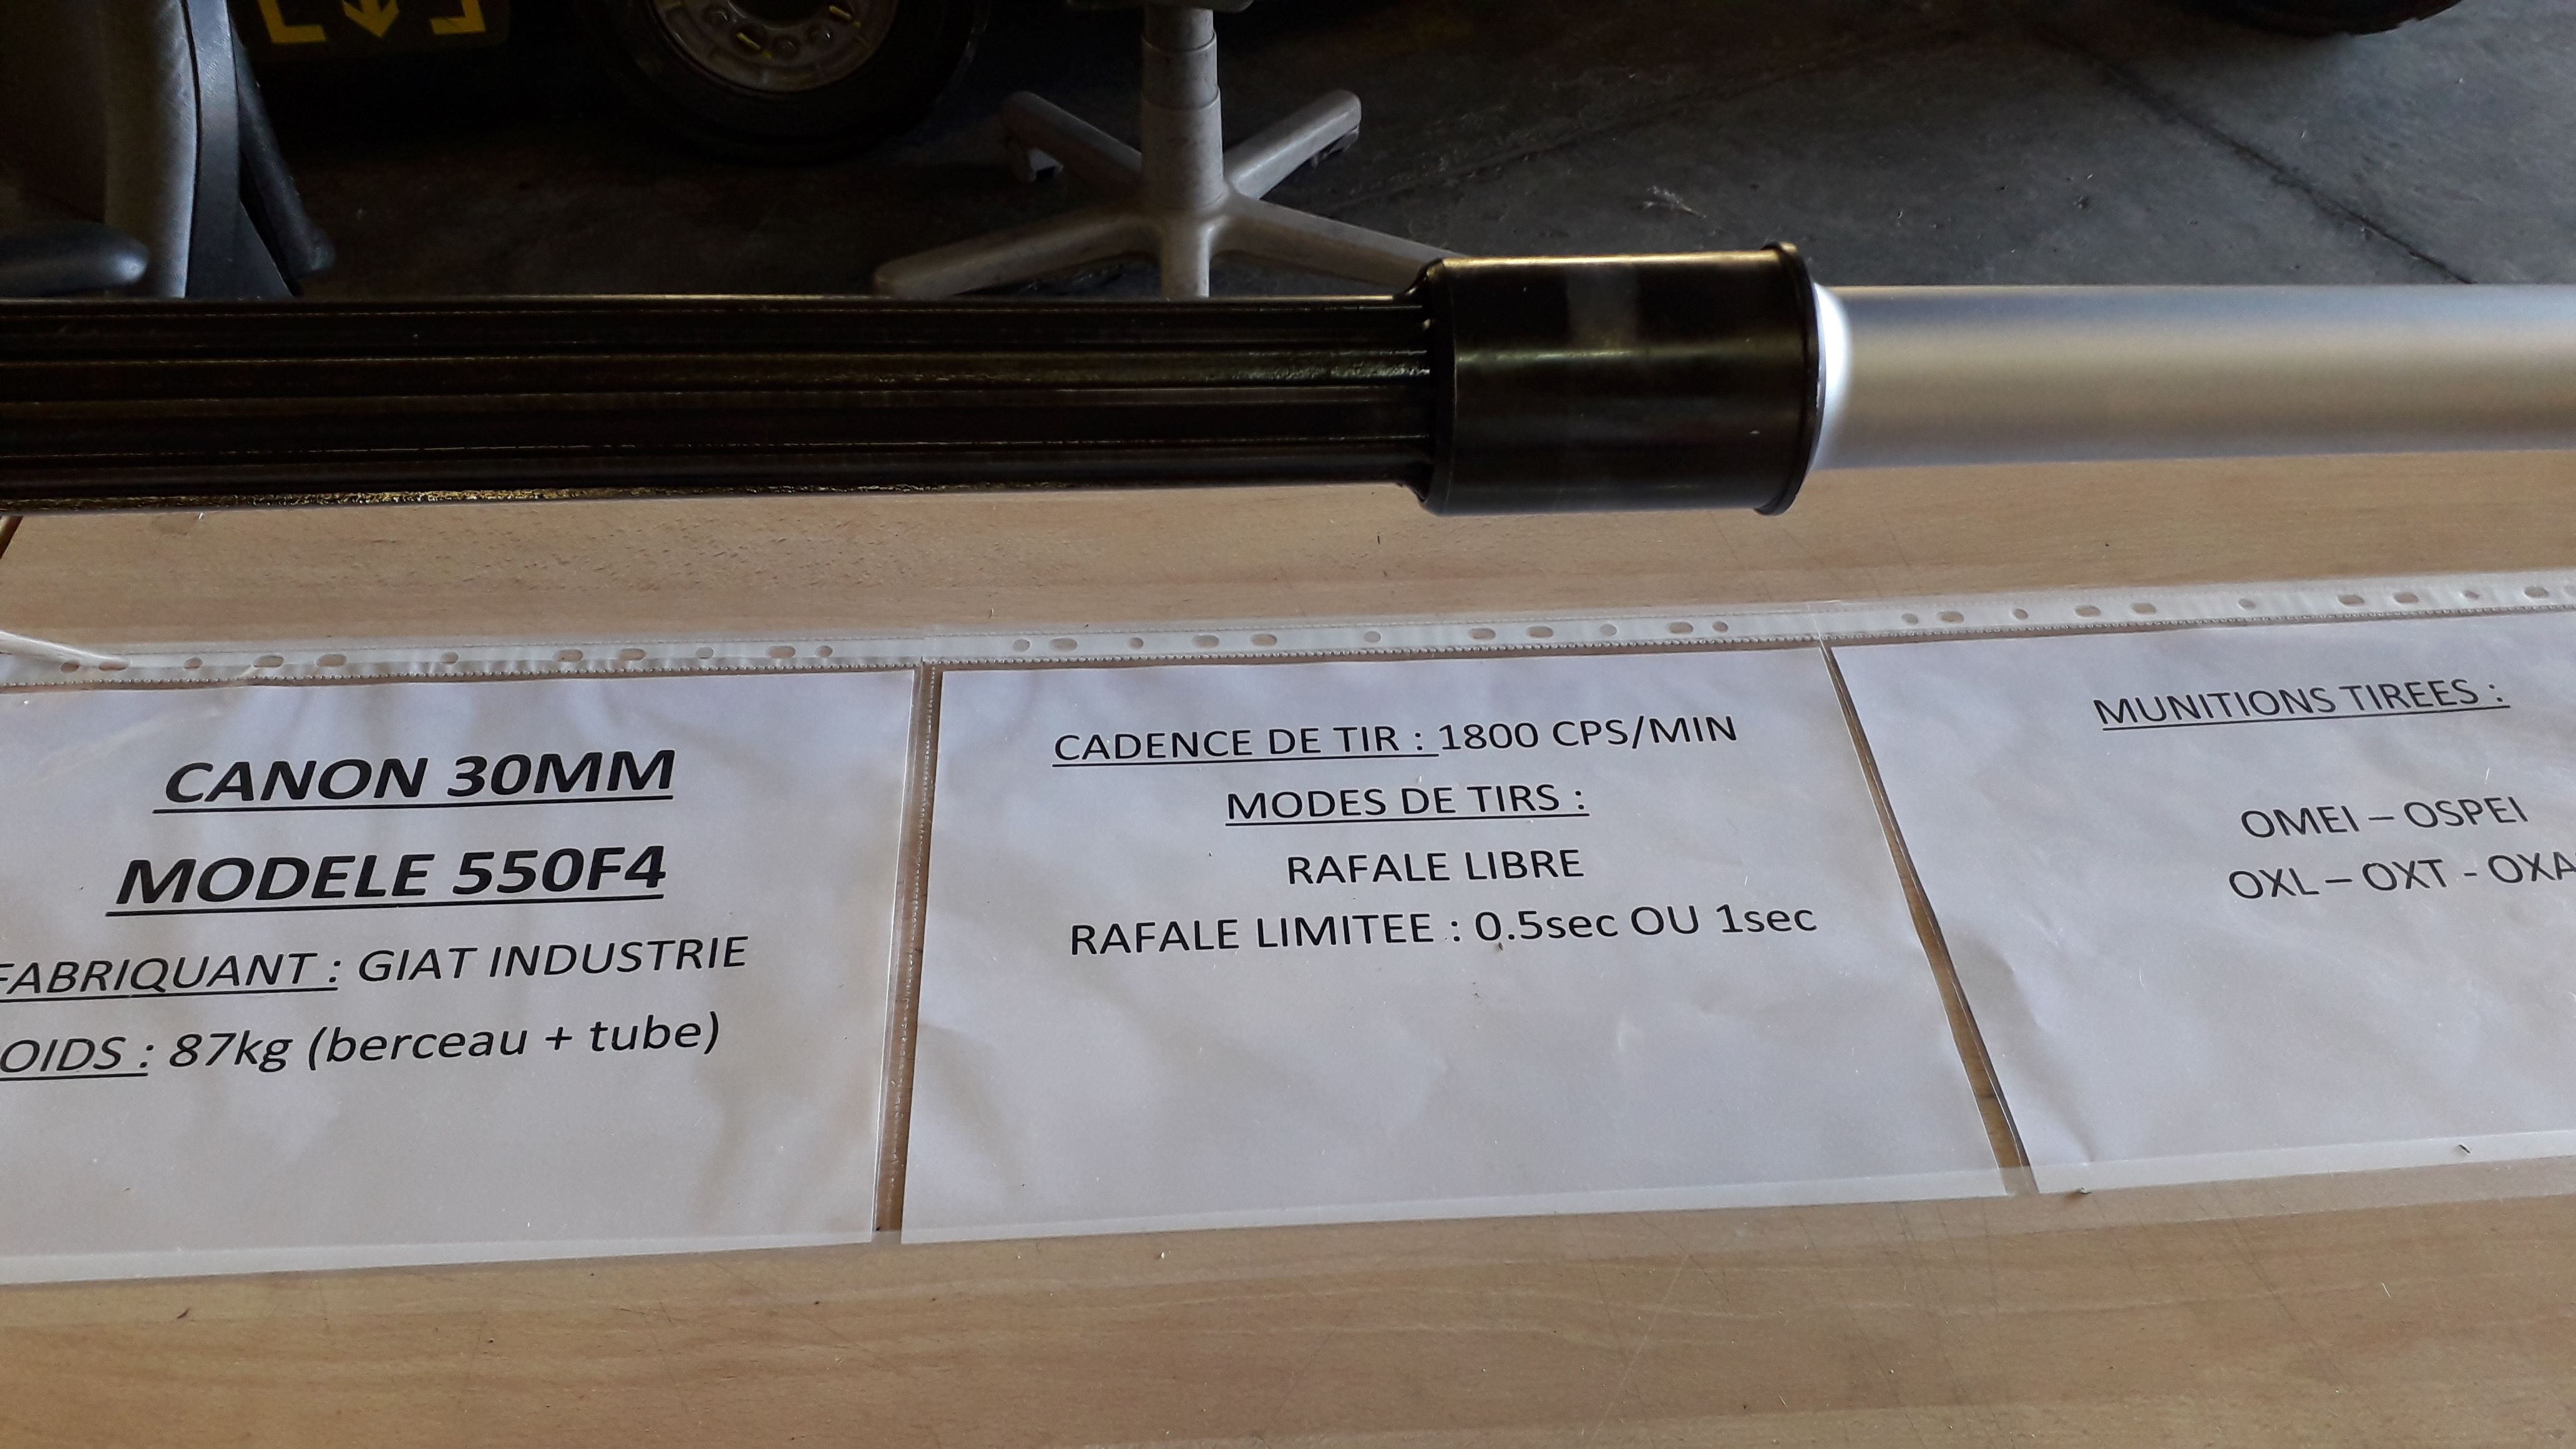 CANON 30MM
MODELE 550F4
FABRIQUANT : GIAT INDUSTRIE
OIDS : 87kg (berceau + tube)
CADENCE DE TIR : 1800 CPS/MIN
MODES DE TIRS :
RAFALE LIBRE
RAFALE LIMITEE : 0.5sec OU 1sec
MUNITIONS TIREES :
OMEI – OSPEI
OXL – OXT - OXA